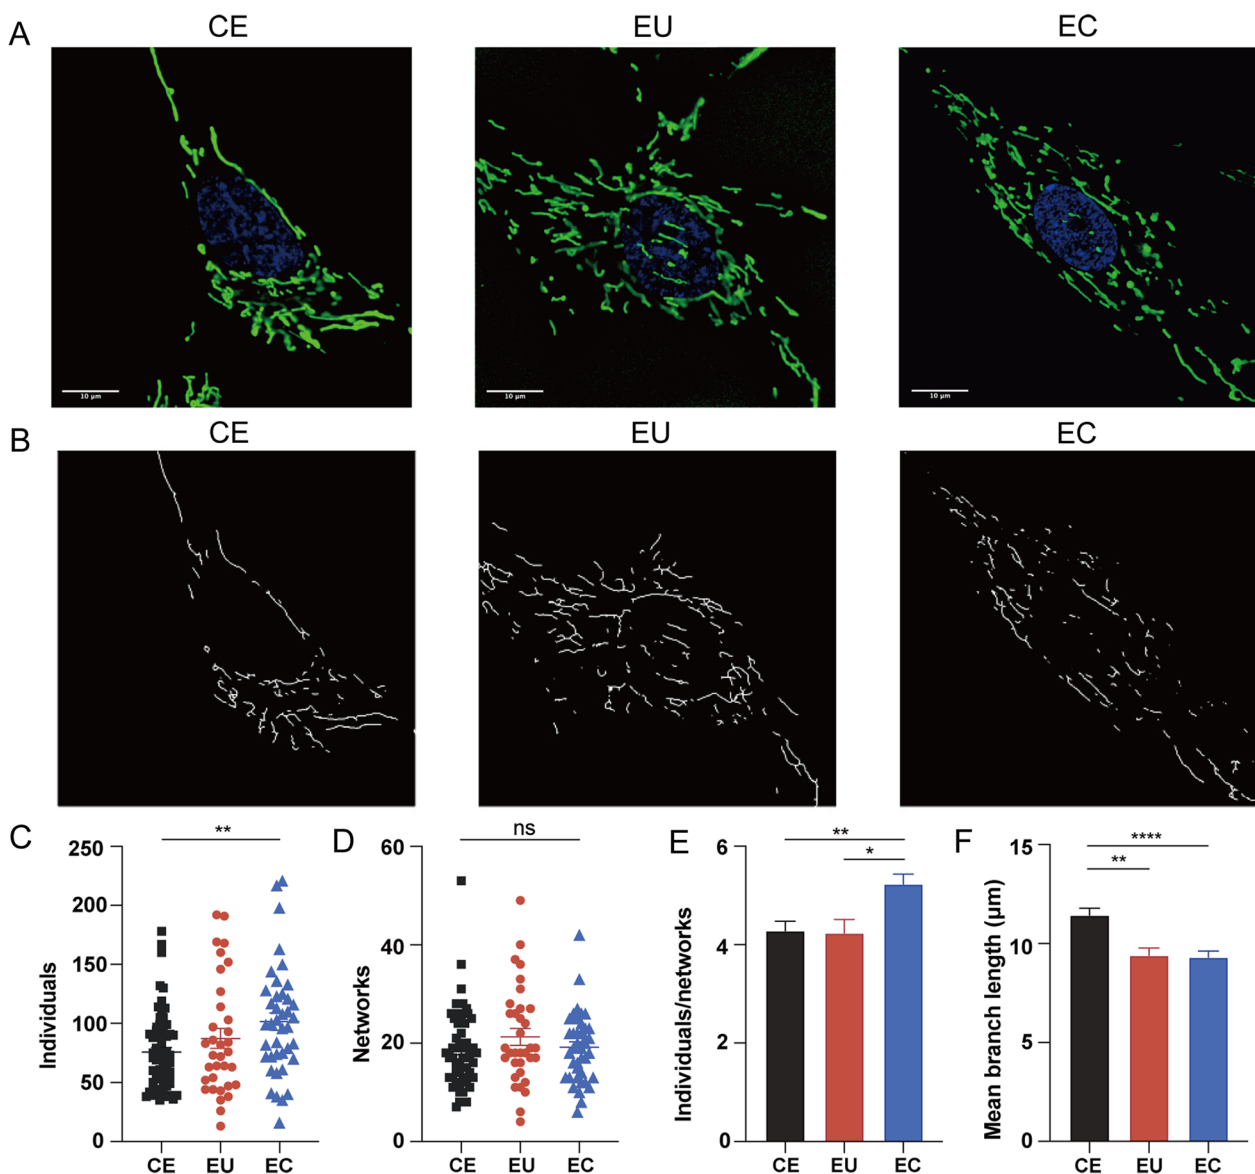 A
CE
EU
EC
10 µm
10 µm
10 µm
B
CE
EU
EC
C
**
Individuals
250
200
150
100
50
0
CE
EU
EC
D
ns
Networks
60
40
20
0
CE
EU
EC
E
**
*
Individuals/networks
6
4
2
0
CE
EU
EC
F
****
**
Mean branch length (µm)
15
10
5
0
CE
EU
EC